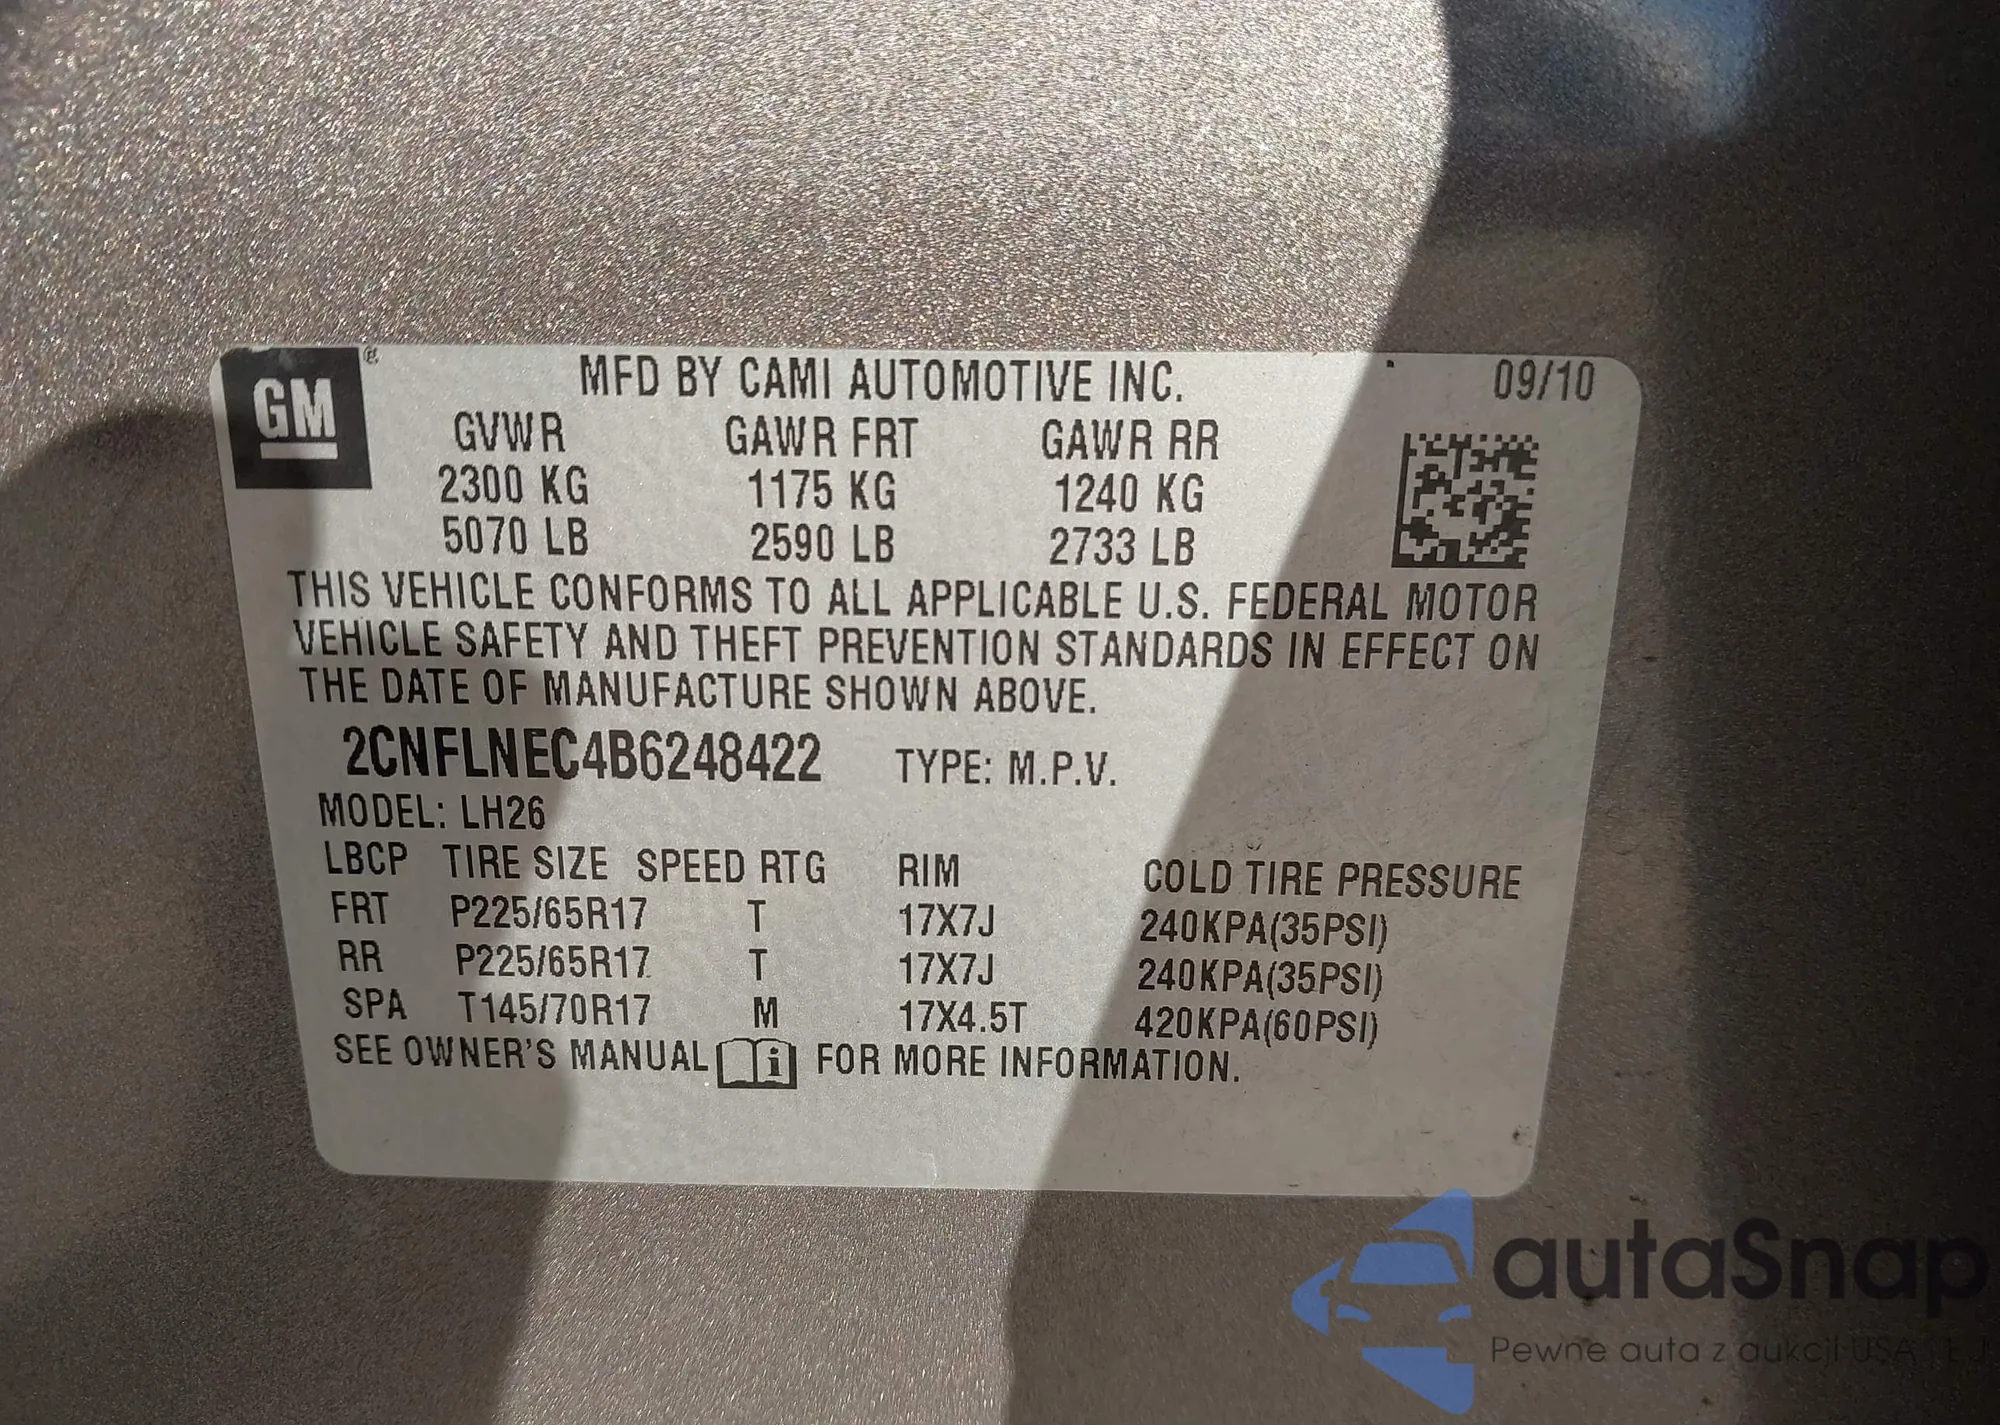 GM ® MFD BY CAMI AUTOMOTIVE INC. 09/10
GVWR GAWR FRT GAWR RR
2300 KG 1175 KG 1240 KG
5070 LB 2590 LB 2733 LB
THIS VEHICLE CONFORMS TO ALL APPLICABLE U.S. FEDERAL MOTOR
VEHICLE SAFETY AND THEFT PREVENTION STANDARDS IN EFFECT ON
THE DATE OF MANUFACTURE SHOWN ABOVE.
2CNFLNEC4B6248422 TYPE: M.P.V.
MODEL: LH26
LBCP TIRE SIZE SPEED RTG RIM COLD TIRE PRESSURE
FRT P225/65R17 T 17X7J 240KPA(35PSI)
RR P225/65R17 T 17X7J 240KPA(35PSI)
SPA T145/70R17 M 17X4.5T 420KPA(60PSI)
SEE OWNER'S MANUAL i FOR MORE INFORMATION.
autaSnap
Pewne auta z aukcji USA